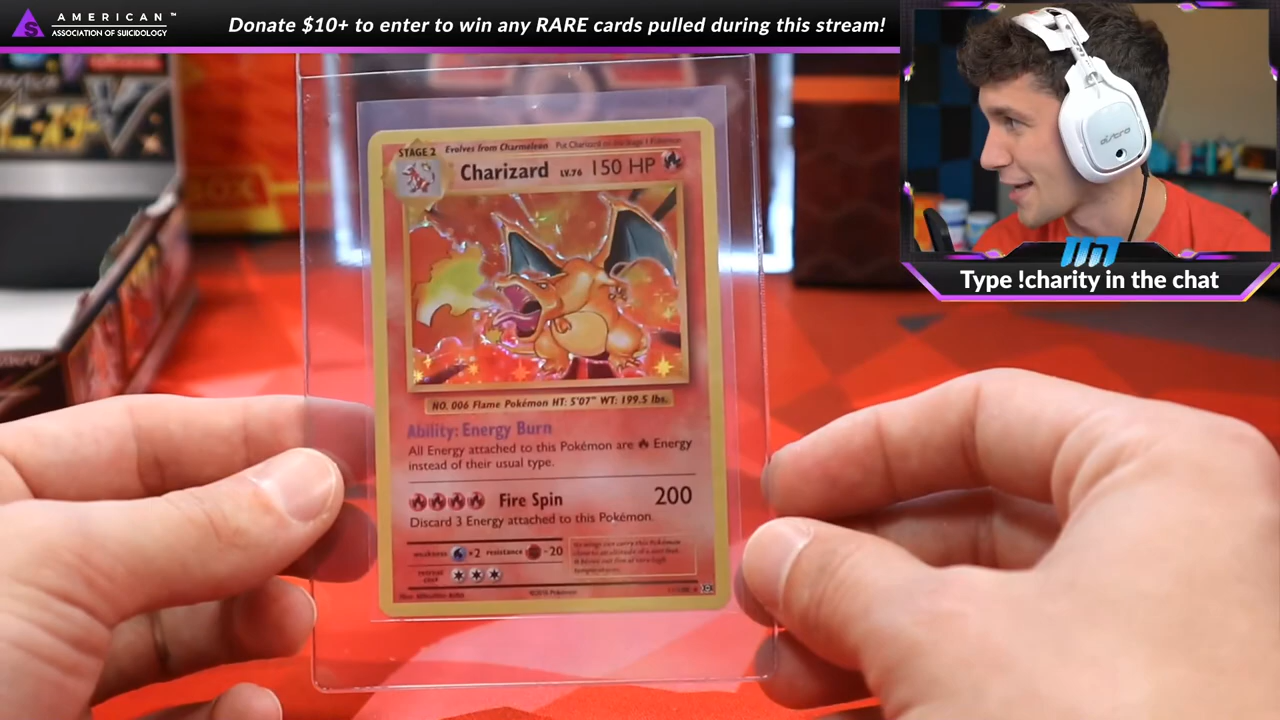 AMERICAN™
ASSOCIATION OF SUICIDOLOGY
Donate $10+ to enter to win any RARE cards pulled during this stream!
astro
Type !charity in the chat
BOX
STAGE 2 Evolves from Charmeleon Put Charizard on the Stage 1 Pokémon
Charizard LV.76 150 HP
NO. 006 Flame Pokémon HT: 5'07" WT: 199.5 lbs.
Ability: Energy Burn
All Energy attached to this Pokémon are Energy
instead of their usual type.
Fire Spin 200
Discard 3 Energy attached to this Pokémon.
weakness ×2 resistance -20
retreat
cost
©2016 Pokémon